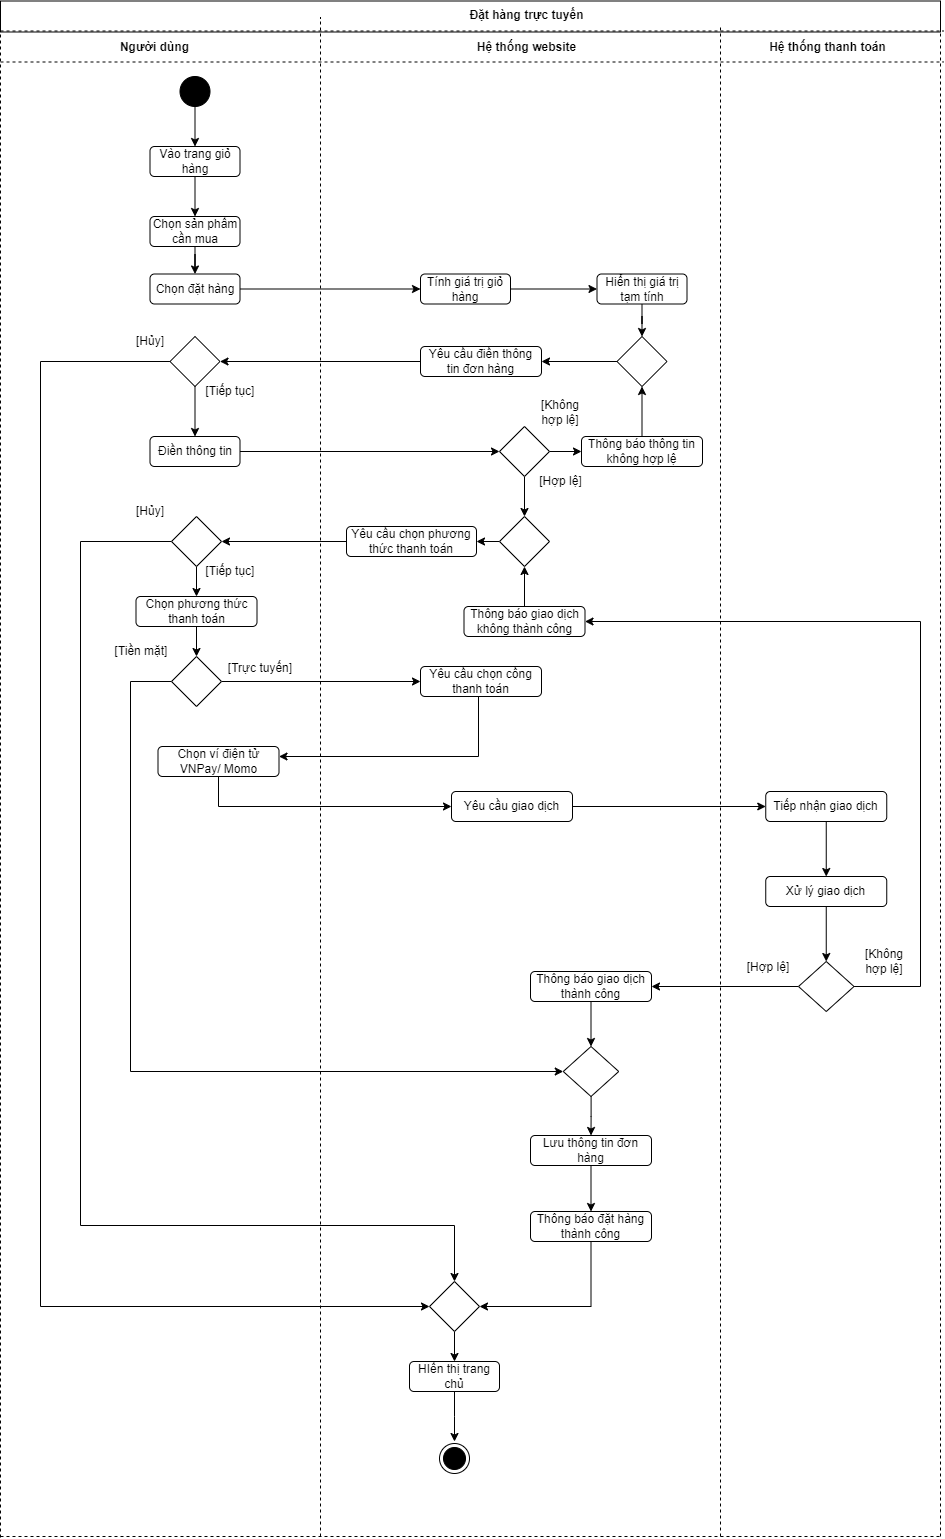 Đặt hàng trực tuyến
Người dùng
Hệ thống website
Hệ thống thanh toán
Vào trang giỏ
hàng
Chọn sản phẩm
cần mua
Chọn đặt hàng
Tính giá trị giỏ
hàng
Hiển thị giá trị
tạm tính
[Hủy]
Yêu cầu điền thông
tin đơn hàng
[Tiếp tục]
[Không
hợp lệ]
Điền thông tin
Thông báo thông tin
không hợp lệ
[Hợp lệ]
[Hủy]
Yêu cầu chọn phương
thức thanh toán
[Tiếp tục]
Chọn phương thức
thanh toán
Thông báo giao dịch
không thành công
[Tiền mặt]
[Trực tuyến]
Yêu cầu chọn cổng
thanh toán
Chọn ví điện tử
VNPay/ Momo
Yêu cầu giao dịch
Tiếp nhận giao dịch
Xử lý giao dịch
[Hợp lệ]
[Không
hợp lệ]
Thông báo giao dịch
thành công
Lưu thông tin đơn
hàng
Thông báo đặt hàng
thành công
HIển thị trang
chủ